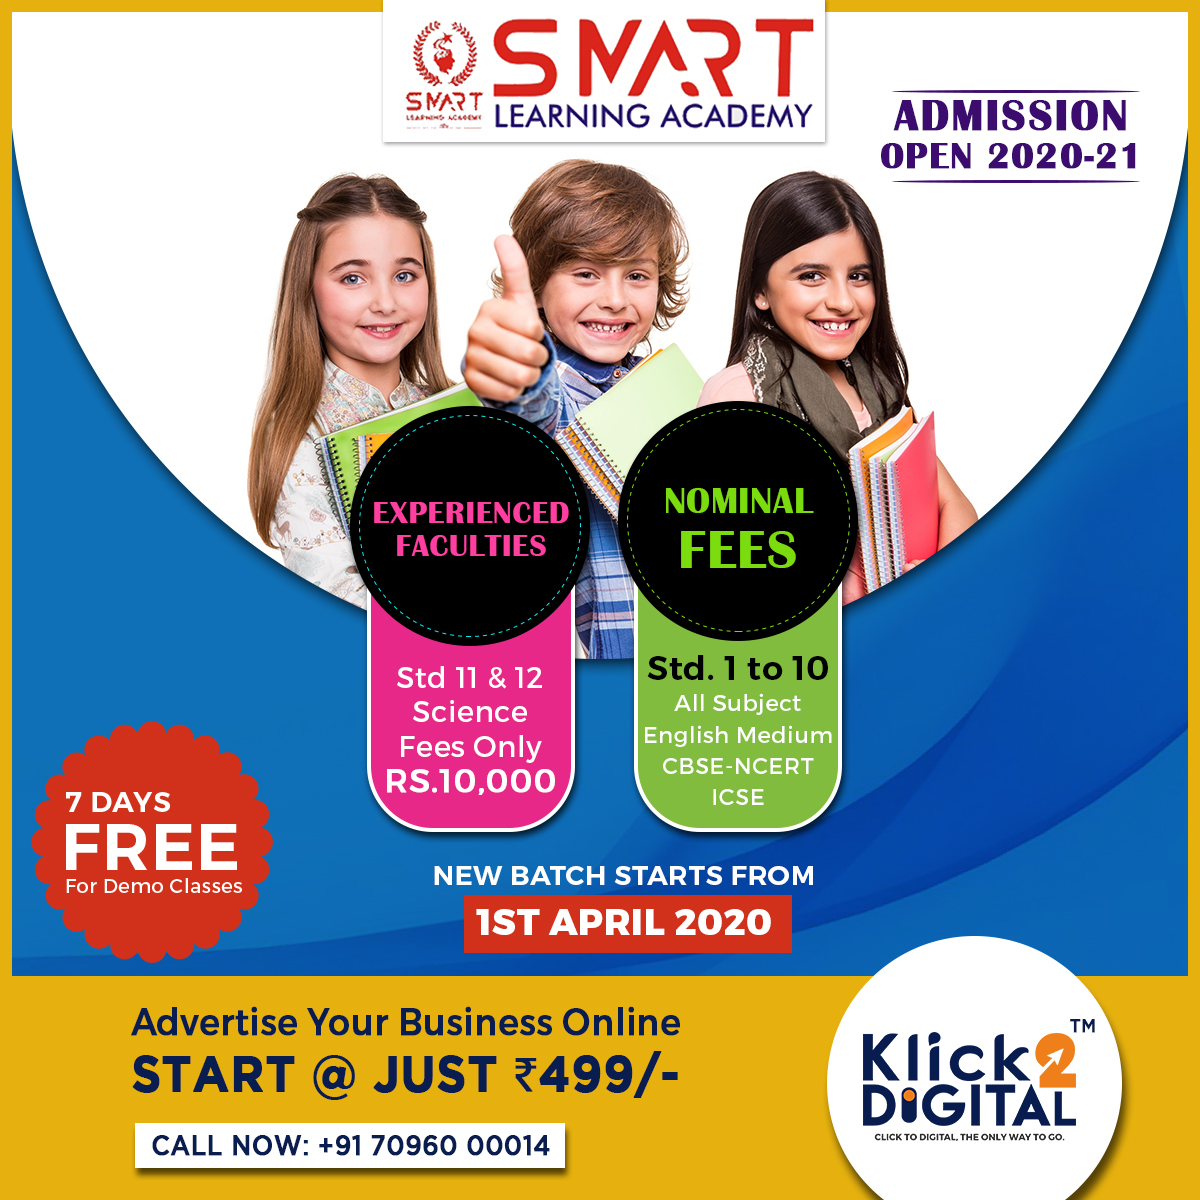 SMART
LEARNING ACADEMY
SMART
LEARNING ACADEMY
ADMISSION
OPEN 2020-21
EXPERIENCED
FACULTIES
Std 11 & 12
Science
Fees Only
RS.10,000
NOMINAL
FEES
Std. 1 to 10
All Subject
English Medium
CBSE-NCERT
ICSE
7 DAYS
FREE
For Demo Classes
NEW BATCH STARTS FROM
1ST APRIL 2020
Advertise Your Business Online
START @ JUST ₹499/-
CALL NOW: +91 70960 00014
Klick2 TM
DIGITAL
CLICK TO DIGITAL, THE ONLY WAY TO GO.